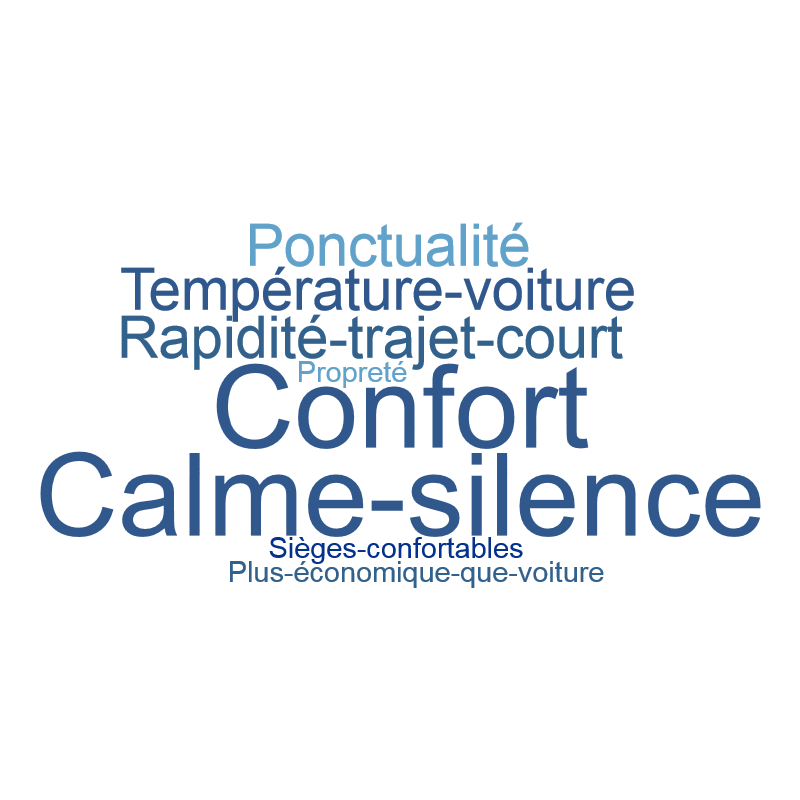 Ponctualité
Température-voiture
Rapidité-trajet-court
Propreté
Confort
Calme-silence
Sièges-confortables
Plus-économique-que-voiture